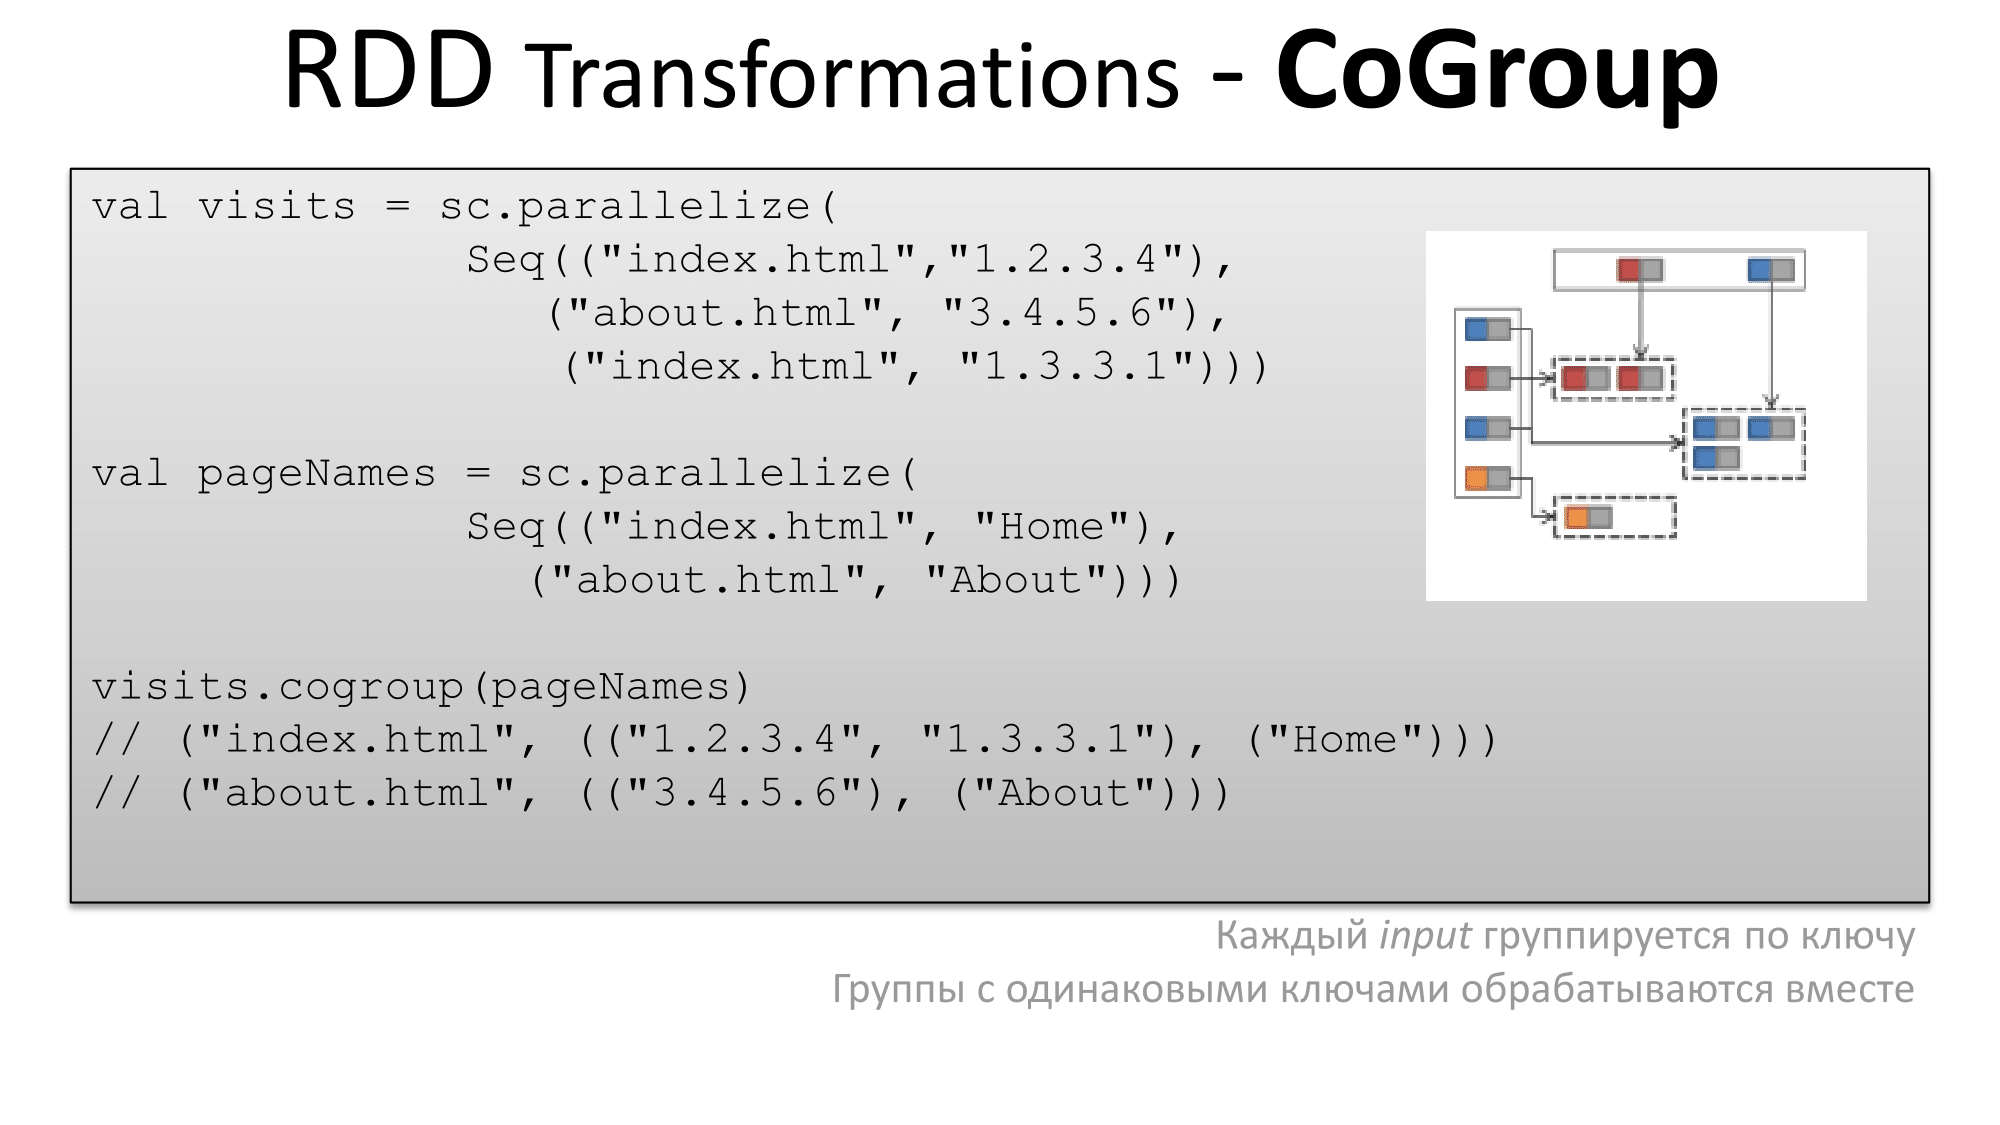 RDD Transformations - CoGroup
val visits = sc.parallelize(
Seq(("index.html","1.2.3.4"),
("about.html", "3.4.5.6"),
("index.html", "1.3.3.1")))
val pageNames = sc.parallelize(
Seq(("index.html", "Home"),
("about.html", "About")))
visits.cogroup(pageNames)
// ("index.html", (("1.2.3.4", "1.3.3.1"), ("Home")))
// ("about.html", (("3.4.5.6"), ("About")))
Каждый input группируется по ключу
Группы с одинаковыми ключами обрабатываются вместе